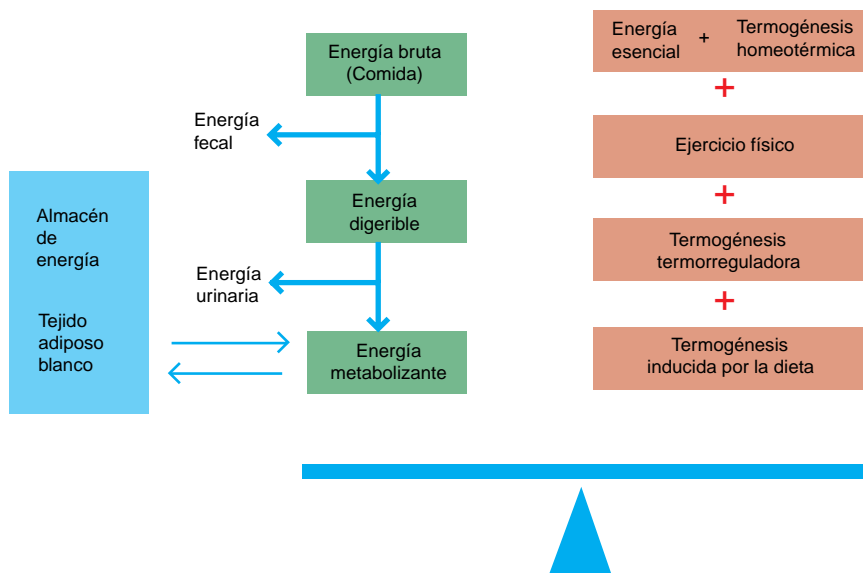 Energía bruta
(Comida)
Energía
fecal
Energía
digerible
Energía
urinaria
Energía
metabolizante
Almacén
de
energía
Tejido
adiposo
blanco
Energía
esencial
+
Termogénesis
homeotérmica
+
Ejercicio físico
+
Termogénesis
termorreguladora
+
Termogénesis
inducida por la dieta